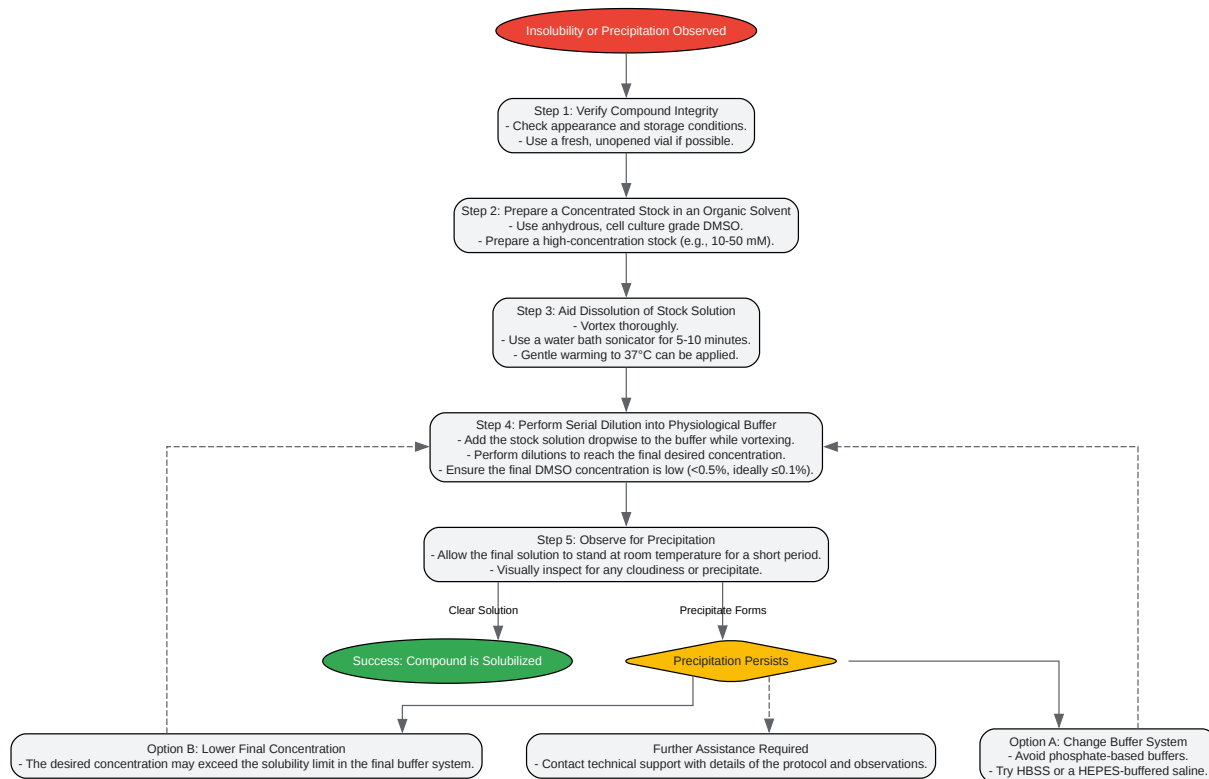 Insolubility or Precipitation Observed
Step 1: Verify Compound Integrity
- Check appearance and storage conditions.
- Use a fresh, unopened vial if possible.
Step 2: Prepare a Concentrated Stock in an Organic Solvent
- Use anhydrous, cell culture grade DMSO.
- Prepare a high-concentration stock (e.g., 10-50 mM).
Step 3: Aid Dissolution of Stock Solution
- Vortex thoroughly.
- Use a water bath sonicator for 5-10 minutes.
- Gentle warming to 37°C can be applied.
Step 4: Perform Serial Dilution into Physiological Buffer
- Add the stock solution dropwise to the buffer while vortexing.
- Perform dilutions to reach the final desired concentration.
- Ensure the final DMSO concentration is low (<0.5%, ideally ≤0.1%).
Step 5: Observe for Precipitation
- Allow the final solution to stand at room temperature for a short period.
- Visually inspect for any cloudiness or precipitate.
Clear Solution
Precipitate Forms
Success: Compound is Solubilized
Precipitation Persists
Option B: Lower Final Concentration
- The desired concentration may exceed the solubility limit in the final buffer system.
Further Assistance Required
- Contact technical support with details of the protocol and observations.
Option A: Change Buffer System
- Avoid phosphate-based buffers.
- Try HBSS or a HEPES-buffered saline.